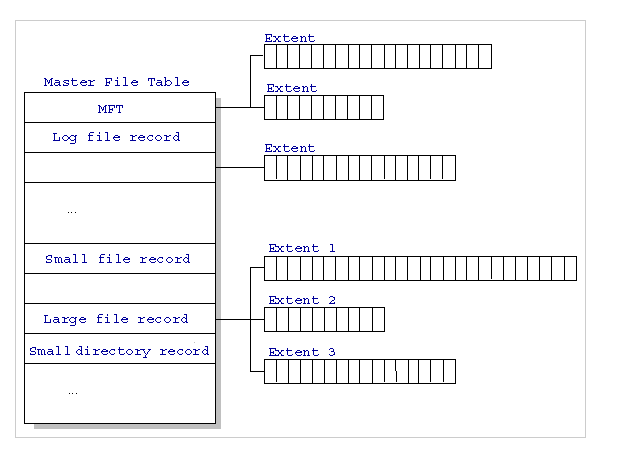 Master File Table
MFT
Log file record
...
Small file record
Large file record
Small directory record
...
Extent
Extent
Extent
Extent 1
Extent 2
Extent 3